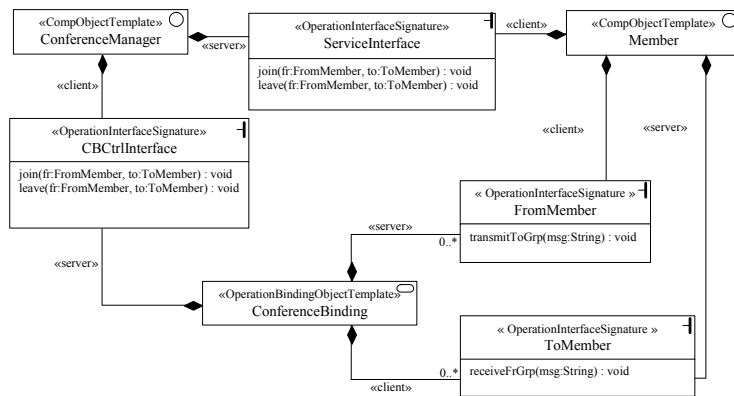 «CompObjectTemplate»
ConferenceManager
«server»
«OperationInterfaceSignature»
ServiceInterface
join(fr:FromMember, to:ToMember) : void
leave(fr:FromMember, to:ToMember) : void
«client»
«CompObjectTemplate»
Member
«client»
«OperationInterfaceSignature»
CBCtrlInterface
join(fr:FromMember, to:ToMember) : void
leave(fr:FromMember, to:ToMember) : void
«client»
«server»
« OperationInterfaceSignature »
FromMember
transmitToGrp(msg:String) : void
«server»
0..*
«server»
«OperationBindingObjectTemplate»
ConferenceBinding
« OperationInterfaceSignature »
ToMember
receiveFrGrp(msg:String) : void
0..*
«client»